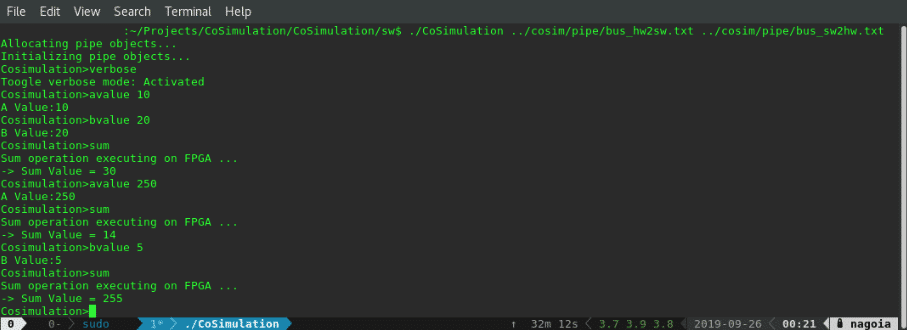 File Edit View Search Terminal Help
:~/Projects/CoSimulation/CoSimulation/sw$ ./CoSimulation ../cosim/pipe/bus_hw2sw.txt ../cosim/pipe/bus_sw2hw.txt
Allocating pipe objects...
Initializing pipe objects...
Cosimulation>verbose
Toogle verbose mode: Activated
Cosimulation>avalue 10
A Value:10
Cosimulation>bvalue 20
B Value:20
Cosimulation>sum
Sum operation executing on FPGA ...
-> Sum Value = 30
Cosimulation>avalue 250
A Value:250
Cosimulation>sum
Sum operation executing on FPGA ...
-> Sum Value = 14
Cosimulation>bvalue 5
B Value:5
Cosimulation>sum
Sum operation executing on FPGA ...
-> Sum Value = 255
Cosimulation>
0 0- sudo 1* ./CoSimulation ↑ 32m 12s 3.7 3.9 3.8 2019-09-26 00:21 nagoia